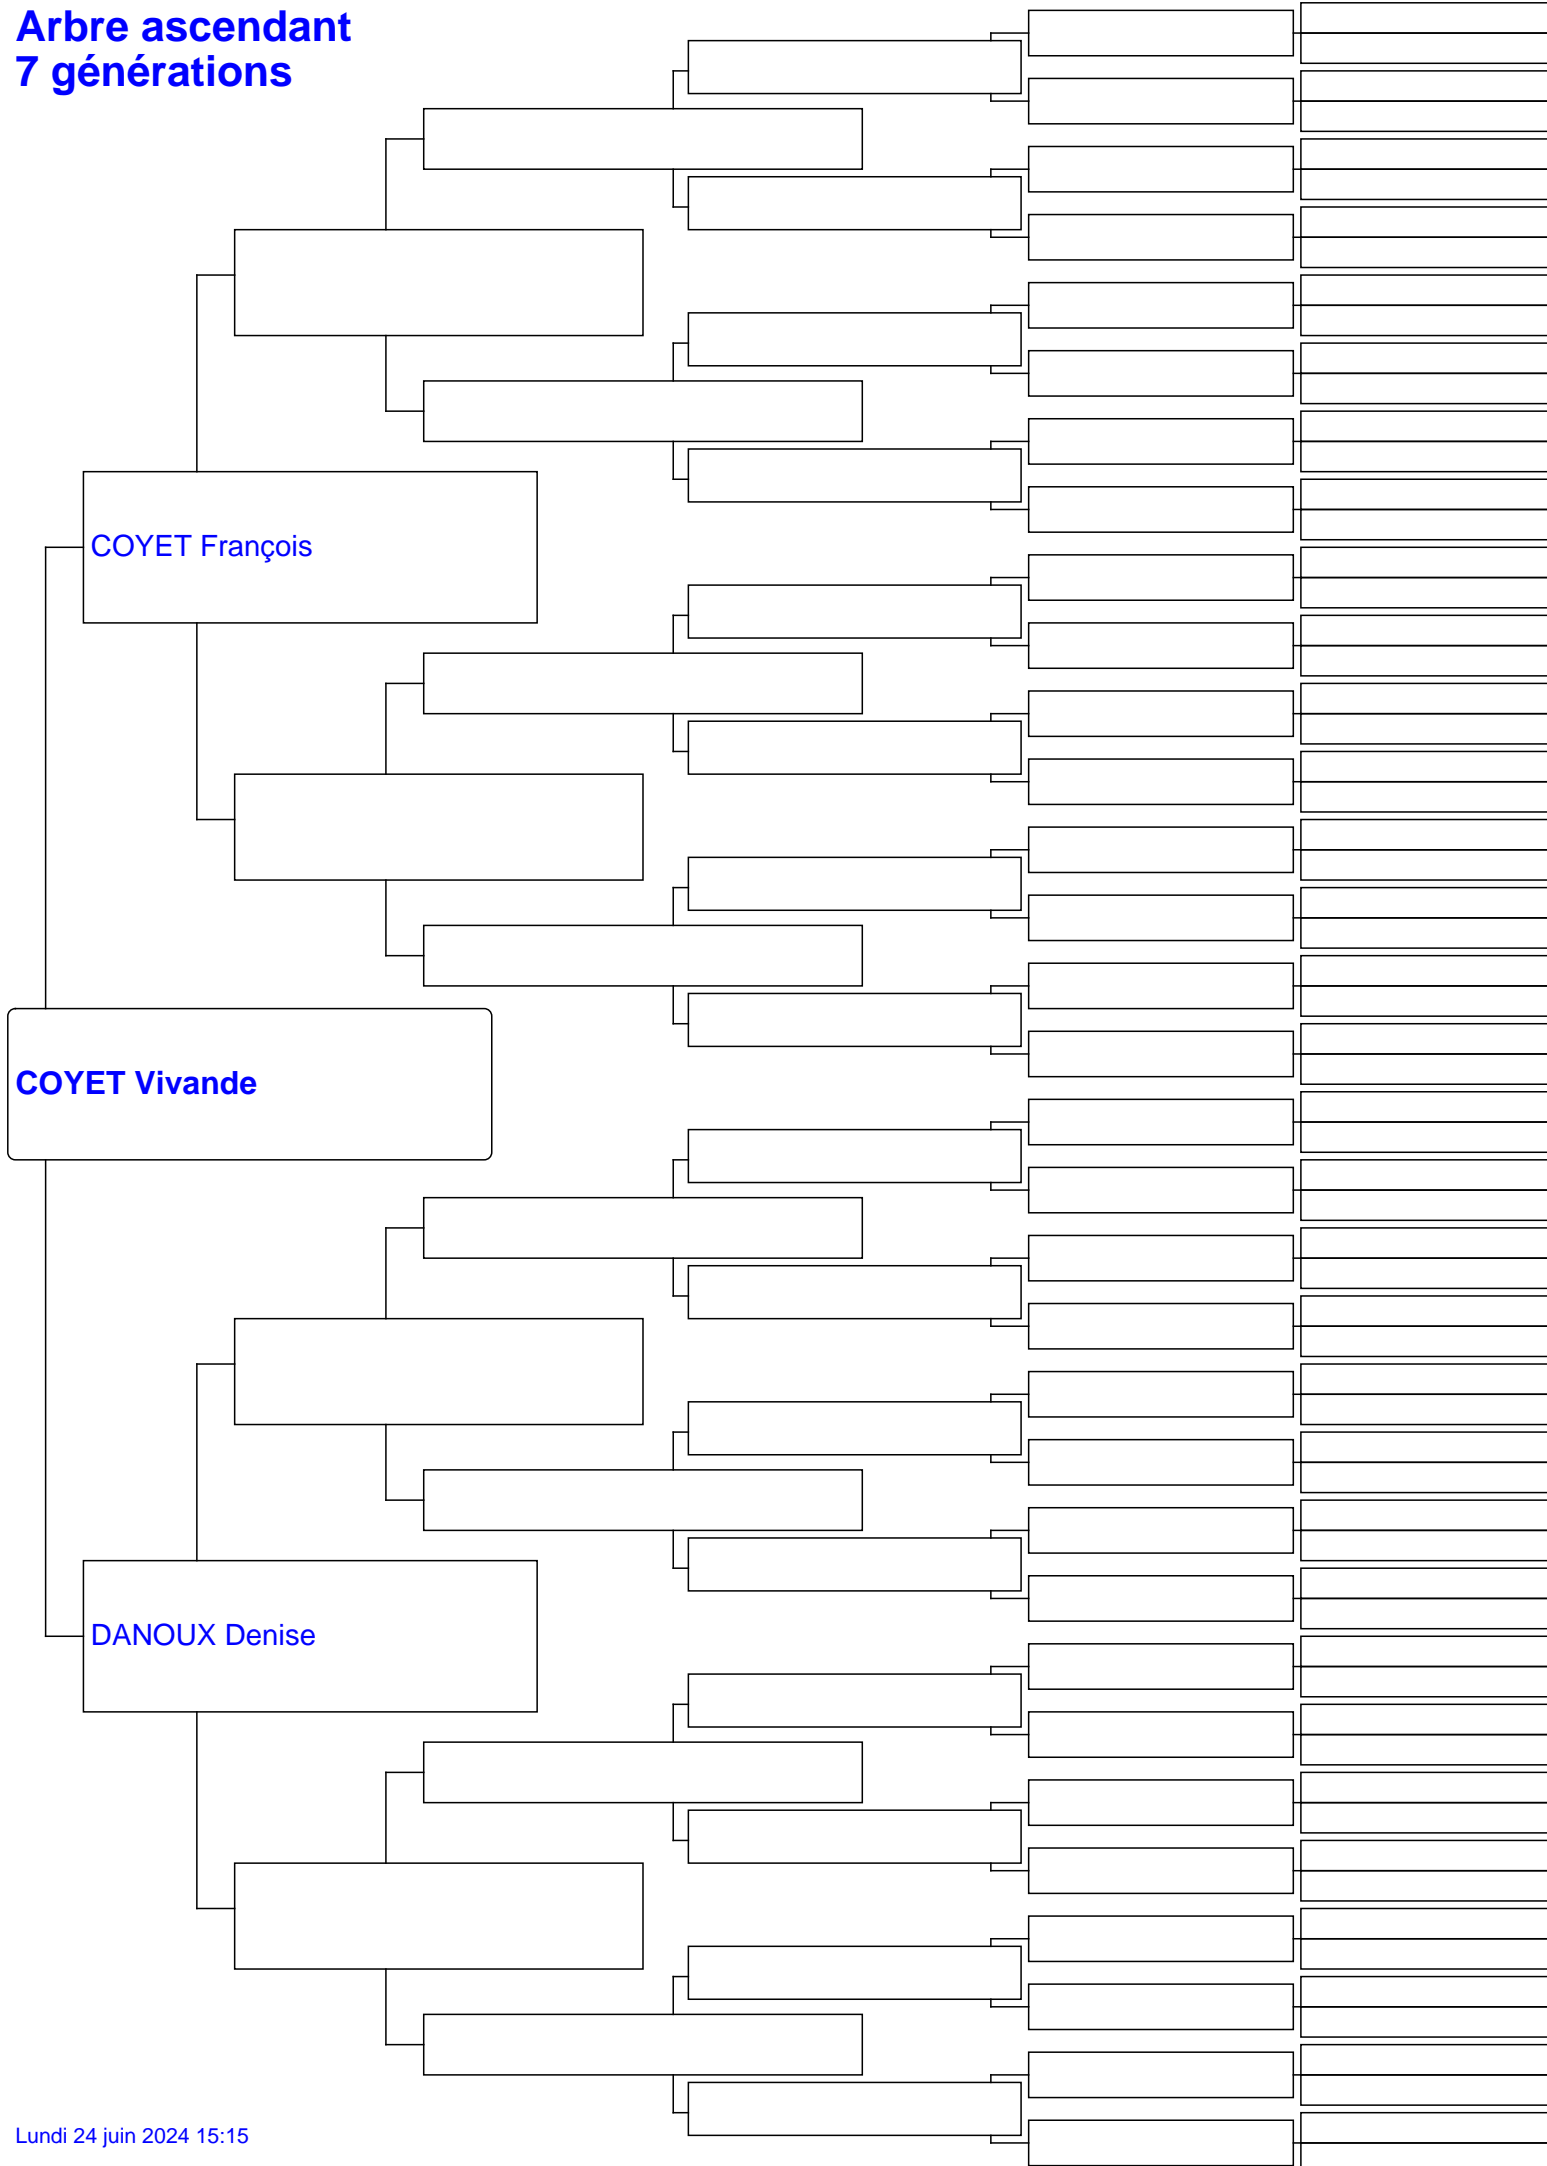 Arbre ascendant
7 générations
COYET François
COYET Vivande
DANOUX Denise
Lundi 24 juin 2024 15:15